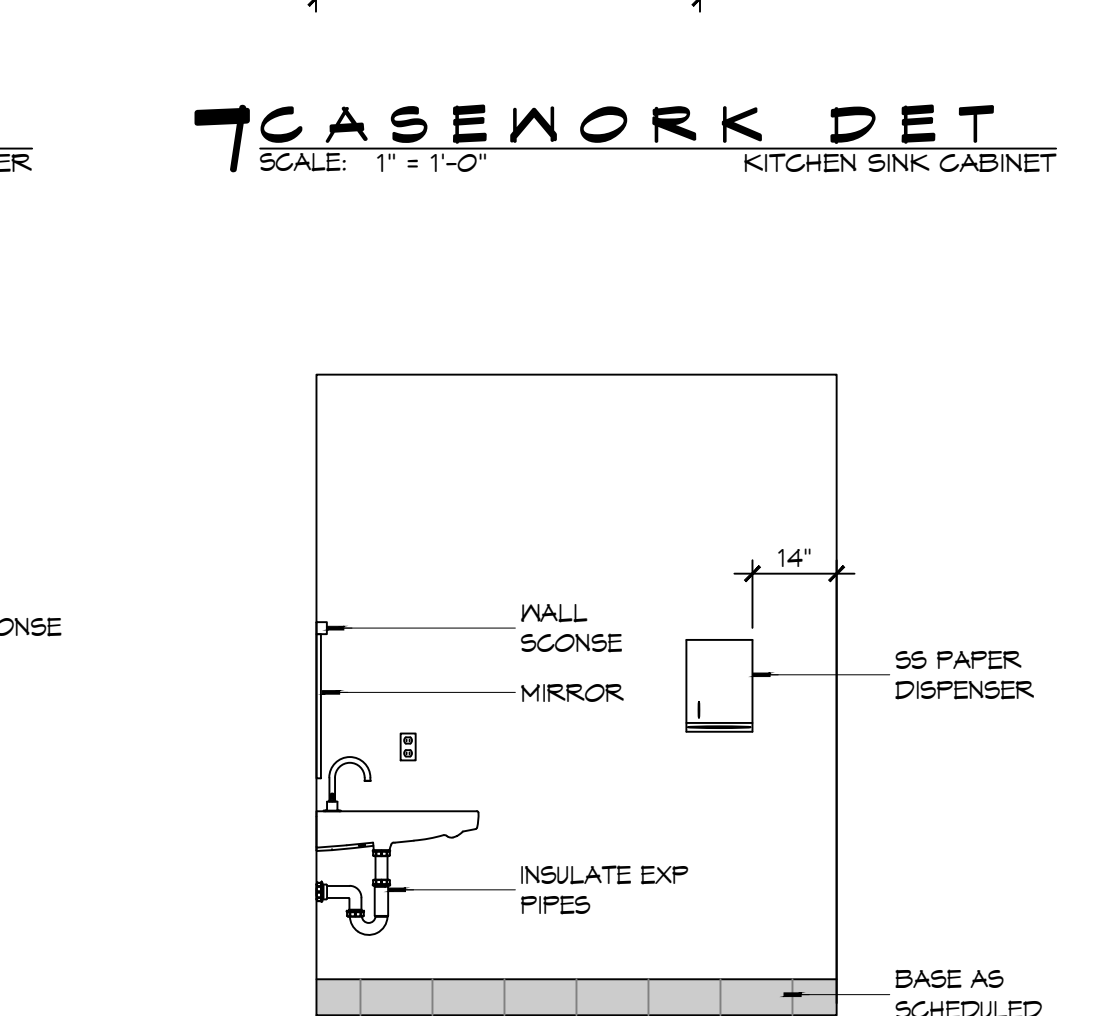 7 CASEWORK DET
ER
SCALE: 1" = 1'-0"
KITCHEN SINK CABINET
14"
WALL
SCONSE
ONSE
SS PAPER
DISPENSER
MIRROR
INSULATE EXP
PIPES
BASE AS
SCHEDULED